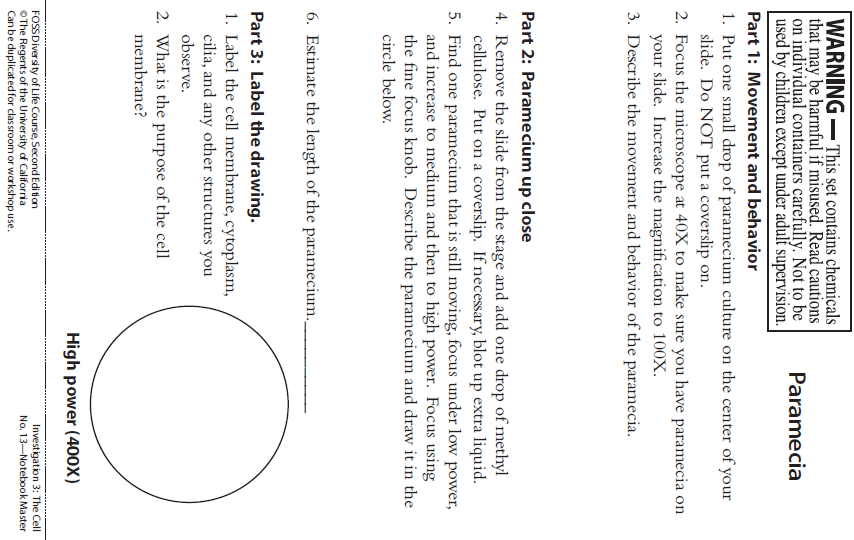 WARNING — This set contains chemicals
that may be harmful if misused. Read cautions
on individual containers carefully. Not to be
used by children except under adult supervision.
Paramecia
Part 1: Movement and behavior
1. Put one small drop of paramecium culture on the center of your
slide. Do NOT put a coverslip on.
2. Focus the microscope at 40X to make sure you have paramecia on
your slide. Increase the magnification to 100X.
3. Describe the movement and behavior of the paramecia.
Part 2: Paramecium up close
4. Remove the slide from the stage and add one drop of methyl
cellulose. Put on a coverslip. If necessary, blot up extra liquid.
5. Find one paramecium that is still moving, focus under low power,
and increase to medium and then to high power. Focus using
the fine focus knob. Describe the paramecium and draw it in the
circle below.
6. Estimate the length of the paramecium.
Part 3: Label the drawing.
1. Label the cell membrane, cytoplasm,
cilia, and any other structures you
observe.
2. What is the purpose of the cell
membrane?
High power (400X)
FOSS Diversity of Life Course, Second Edition
© The Regents of the University of California
Can be duplicated for classroom or workshop use.
Investigation 3: The Cell
No. 13—Notebook Master